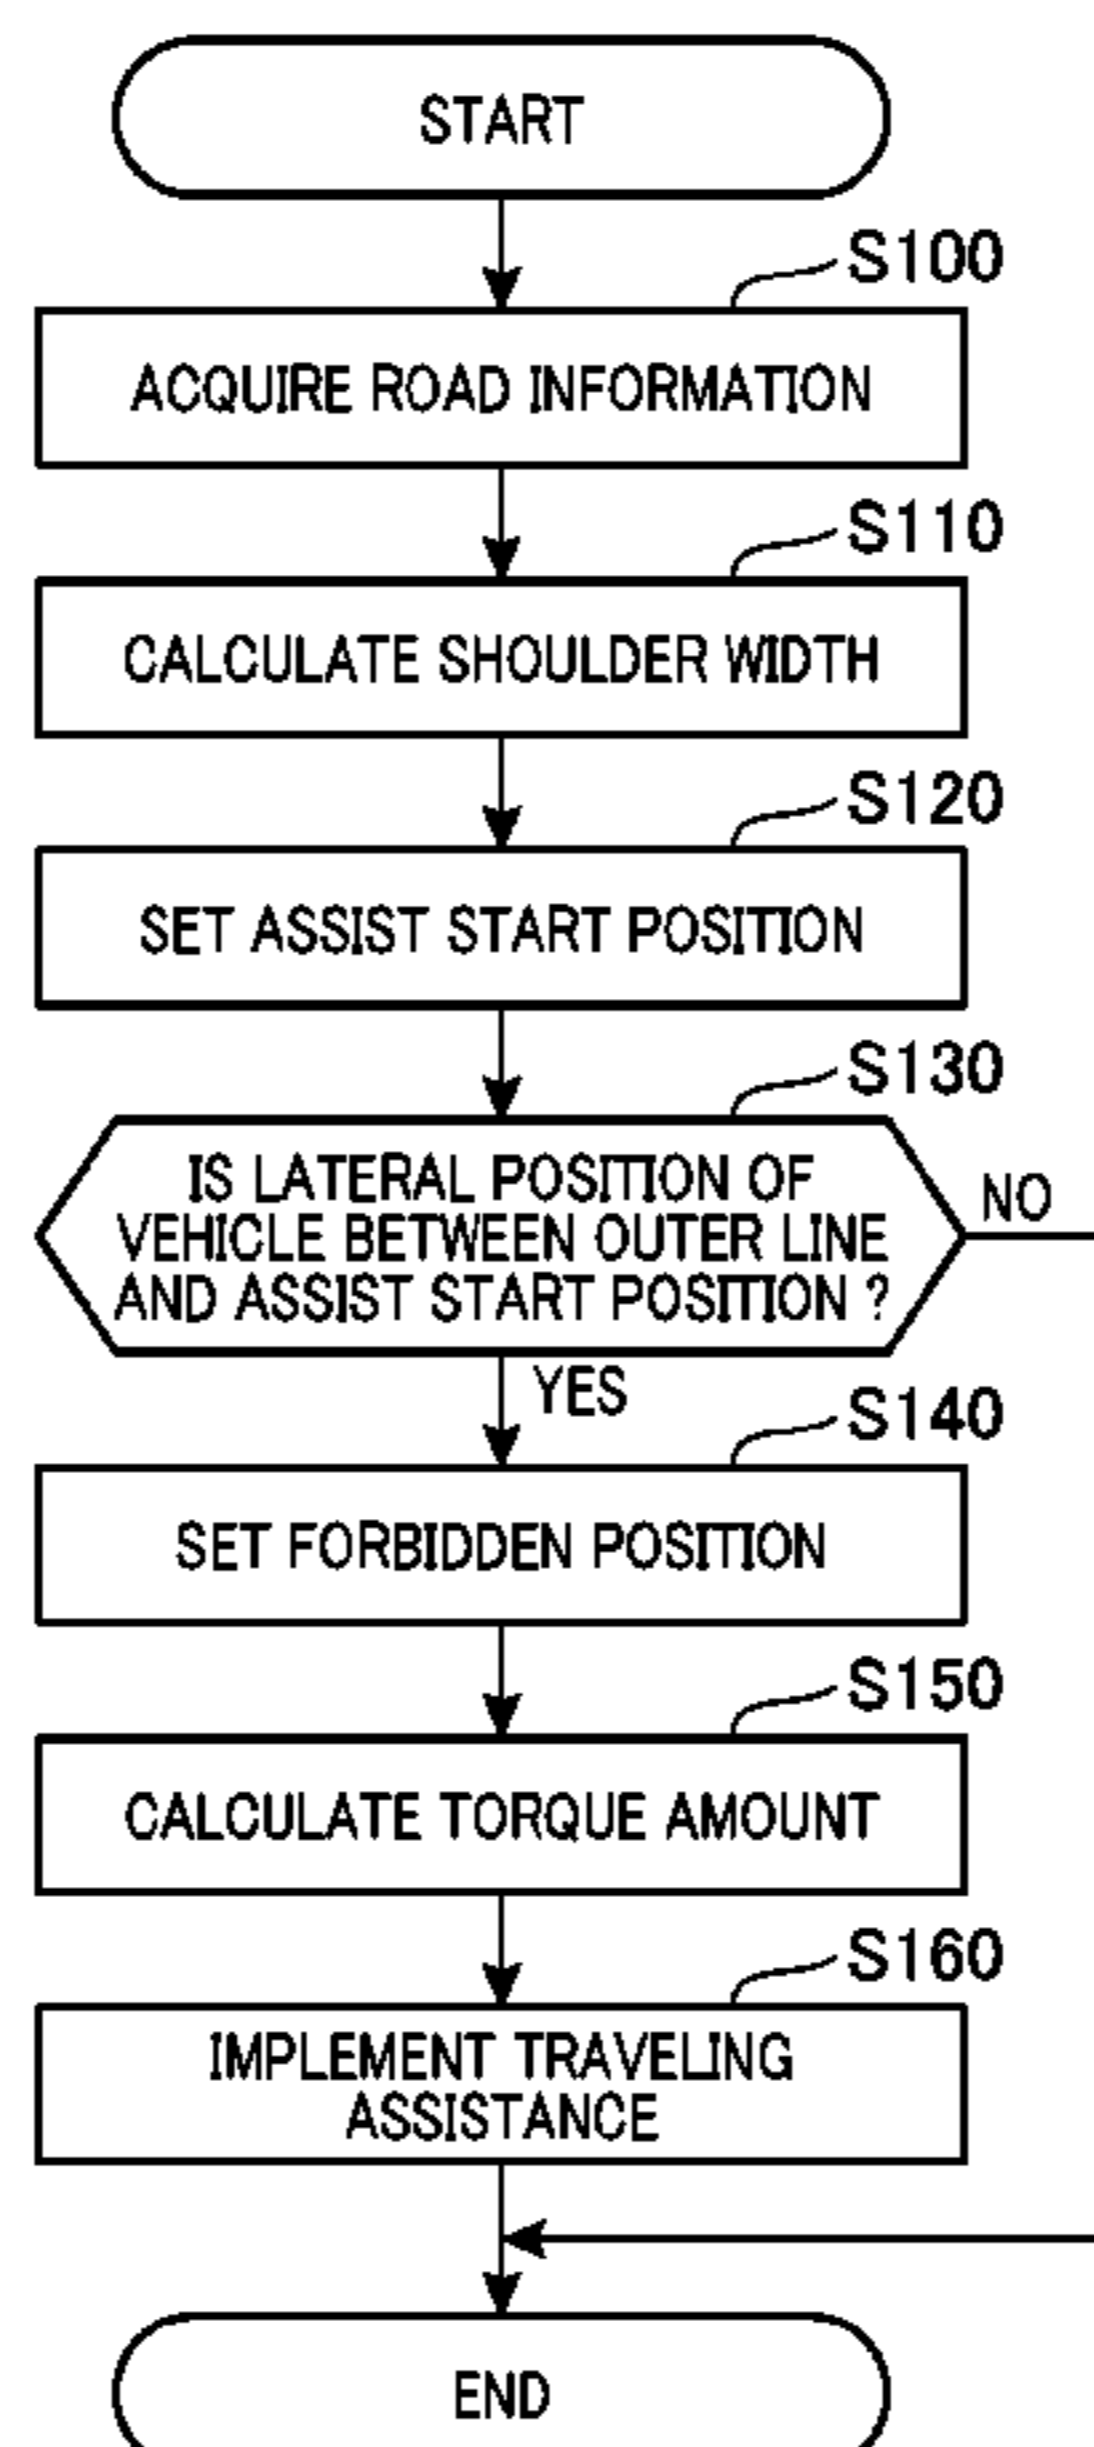 START
S100
ACQUIRE ROAD INFORMATION
S110
CALCULATE SHOULDER WIDTH
S120
SET ASSIST START POSITION
S130
IS LATERAL POSITION OF
VEHICLE BETWEEN OUTER LINE
AND ASSIST START POSITION ?
NO
YES
S140
SET FORBIDDEN POSITION
S150
CALCULATE TORQUE AMOUNT
S160
IMPLEMENT TRAVELING
ASSISTANCE
END